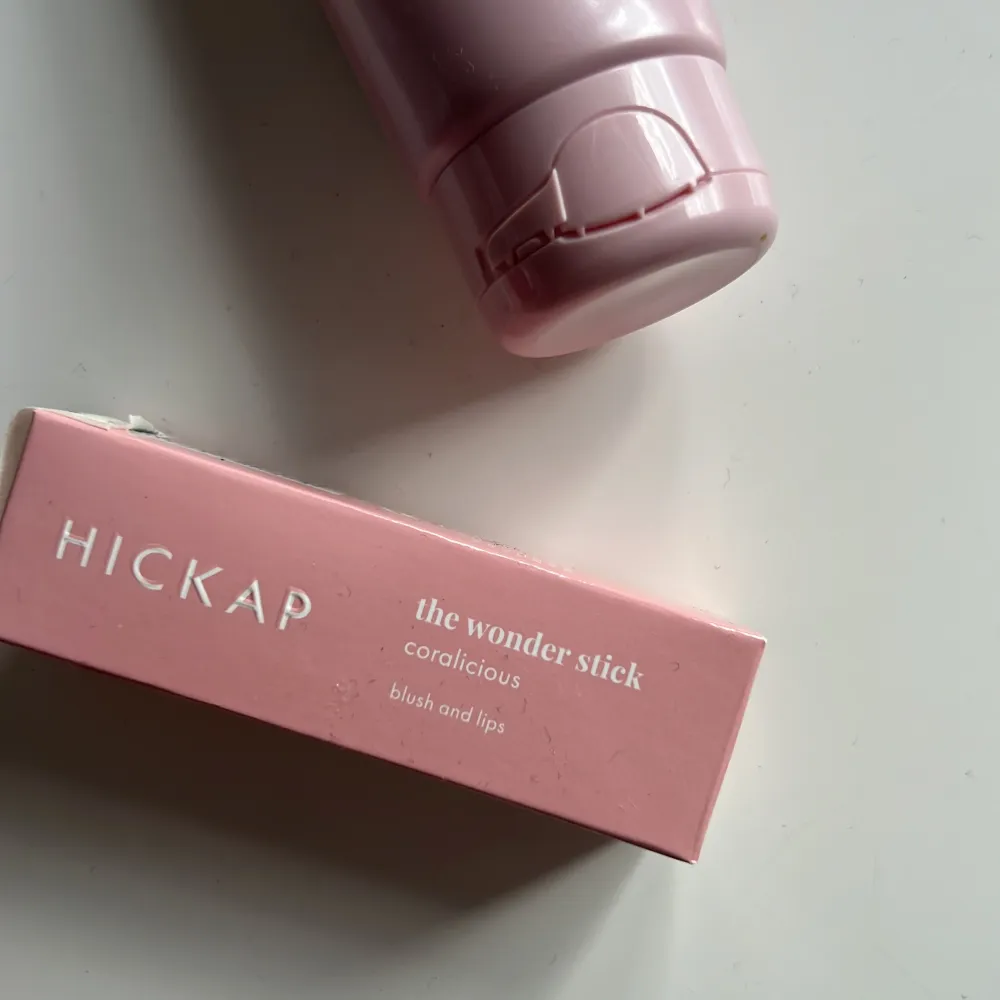 HICKAP
the wonder stick
coralicious
blush and lips